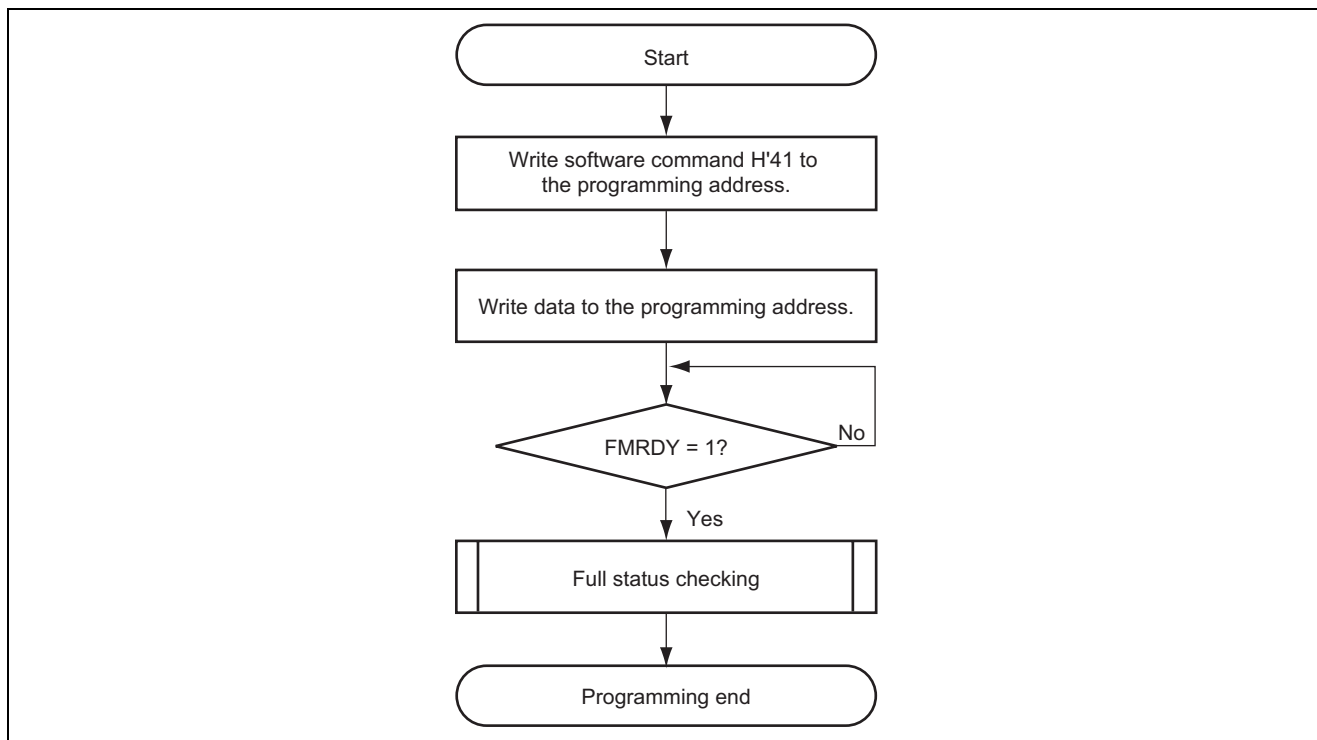 Start
Write software command H'41 to
the programming address.
Write data to the programming address.
FMRDY = 1?
No
Yes
Full status checking
Programming end